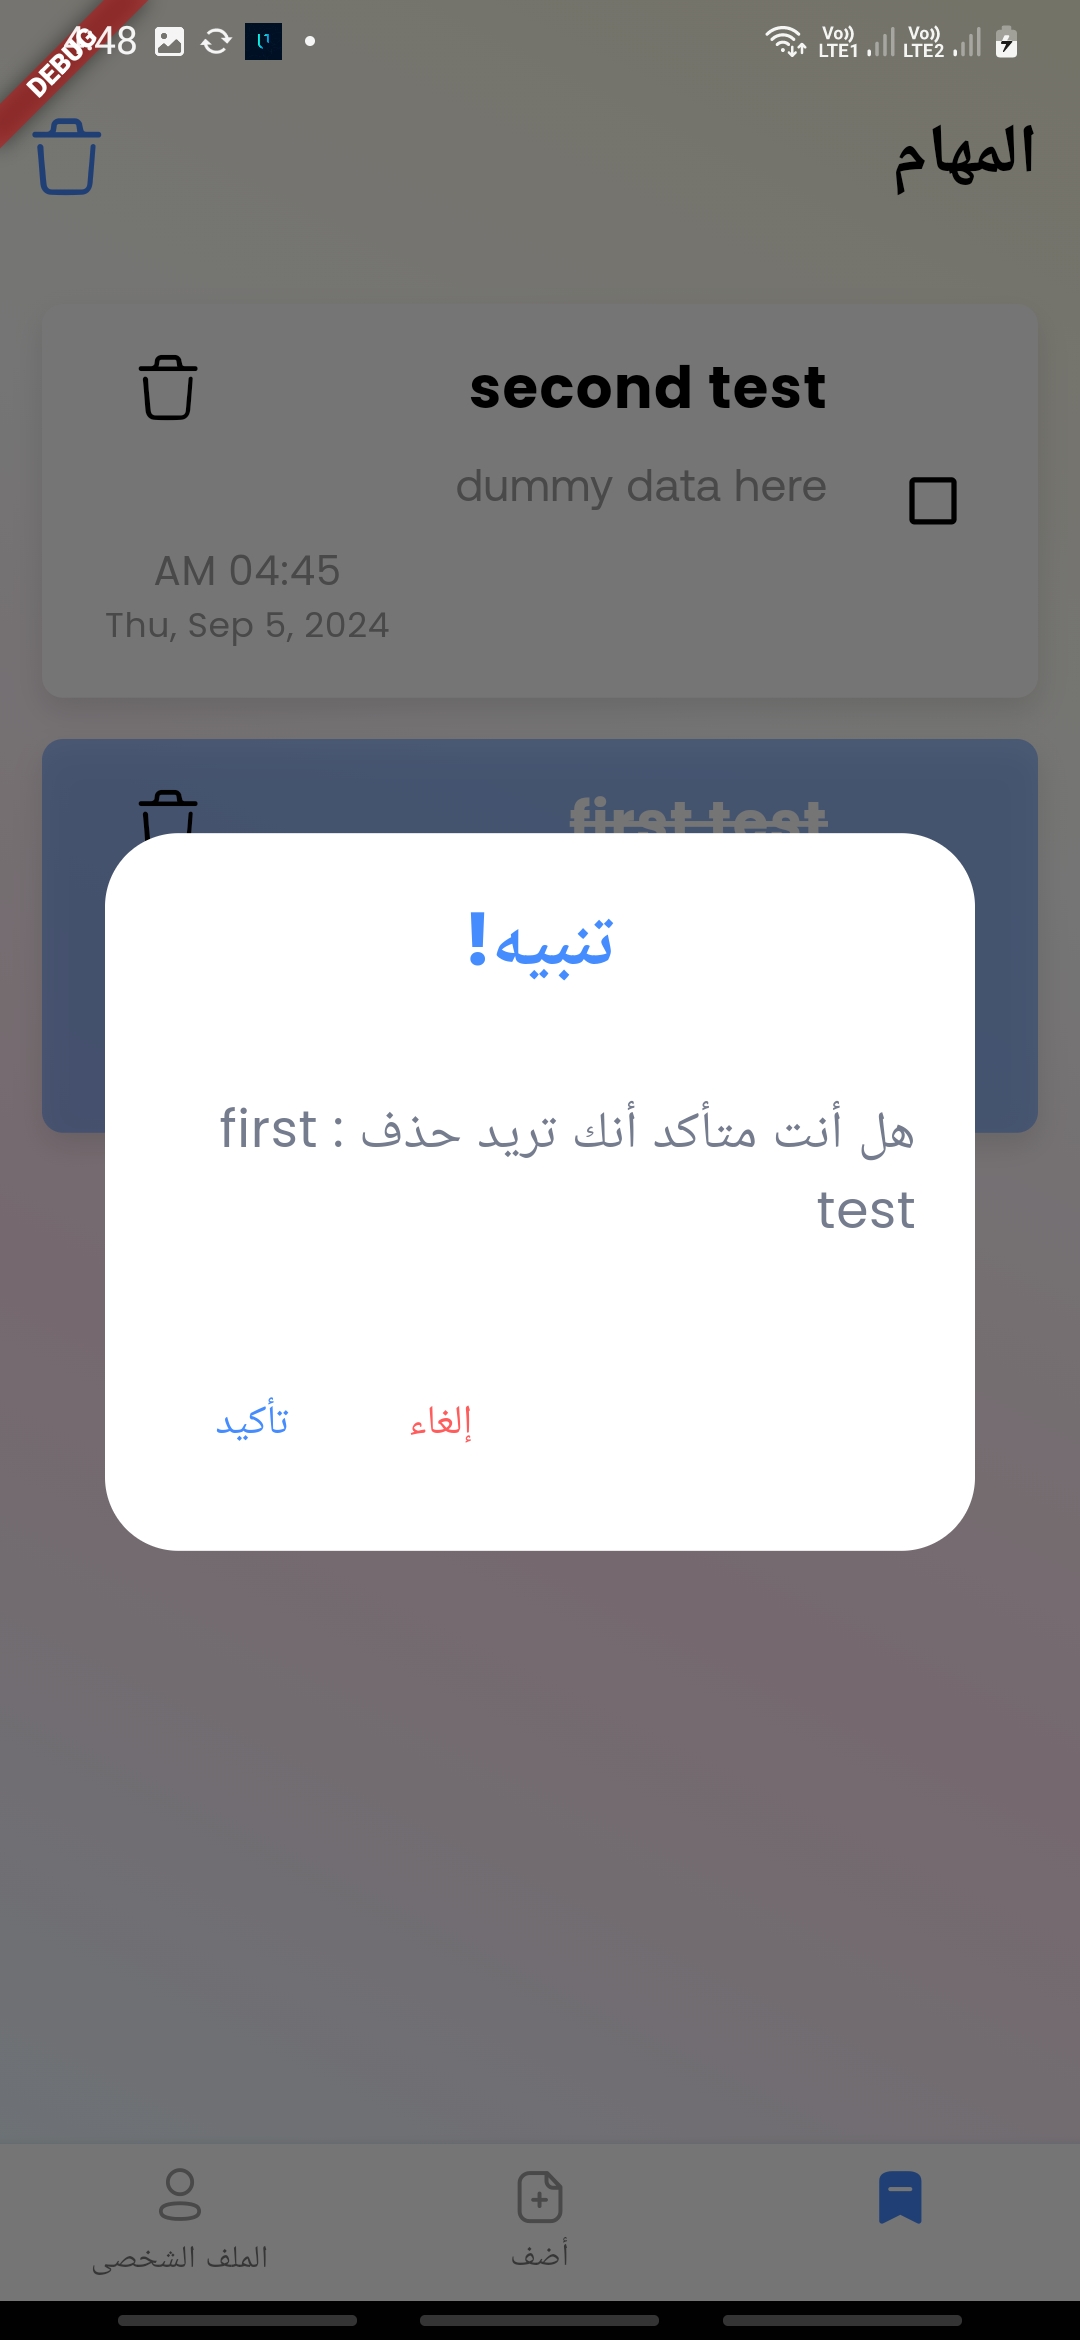 4:48
DEBUG
Vo)) LTE1 Vo)) LTE2
المهام
second test
dummy data here
AM 04:45
Thu, Sep 5, 2024
first test
تنبيه!
هل أنت متأكد أنك تريد حذف : first
test
إلغاء تأكيد
أضف الملف الشخصى